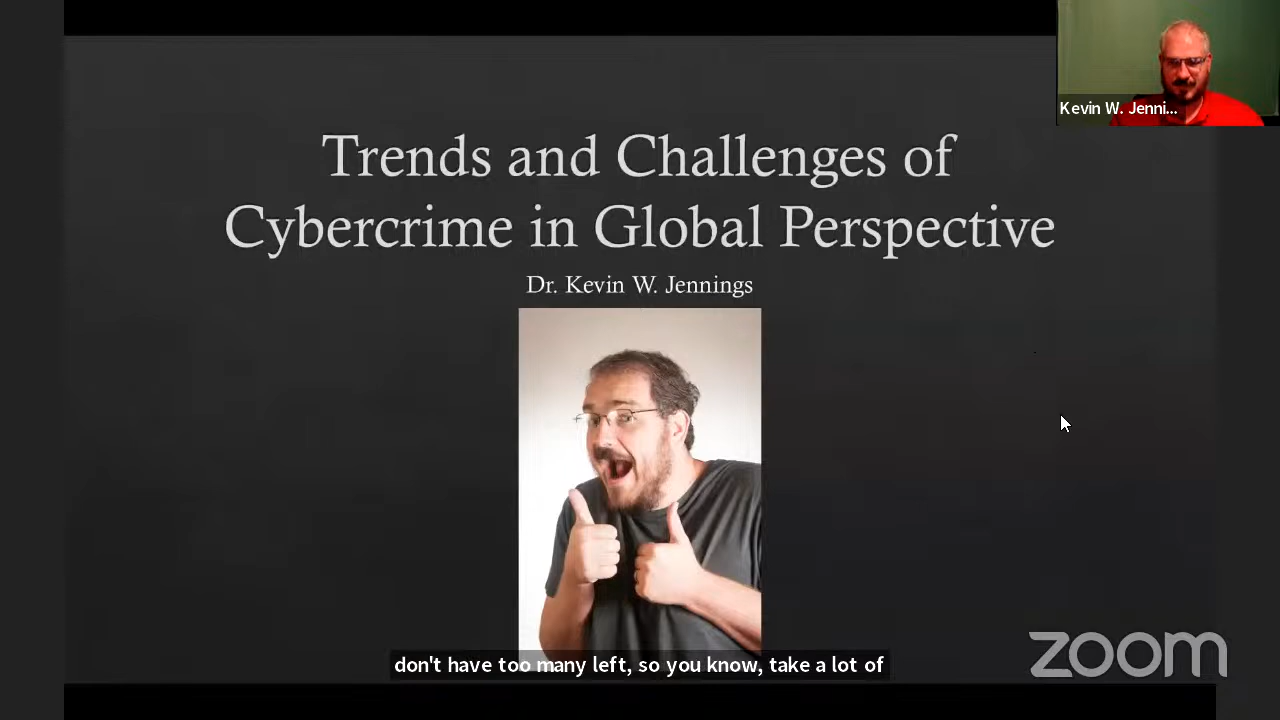 Kevin W. Jenni...
Trends and Challenges of
Cybercrime in Global Perspective
Dr. Kevin W. Jennings
don't have too many left, so you know, take a lot of
zoom